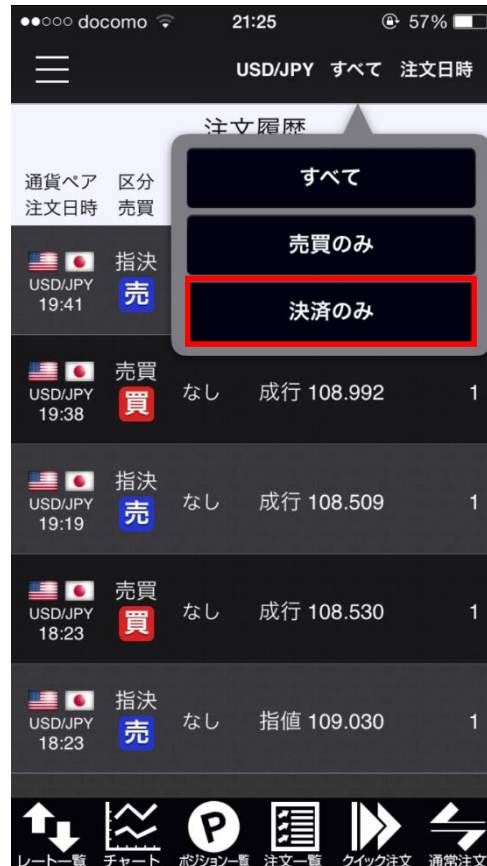 docomo 21:25 57%
USD/JPY すべて 注文日時
注文履歴
通貨ペア 区分
注文日時 売買
すべて
売買のみ
決済のみ
指決
USD/JPY 売
19:41
売買
USD/JPY 買 なし 成行 108.992 1
19:38
指決
USD/JPY 売 なし 成行 108.509 1
19:19
売買
USD/JPY 買 なし 成行 108.530 1
18:23
指決
USD/JPY 売 なし 指値 109.030 1
18:23
P
レート一覧 チャート ポジション一覧 注文一覧 クイック注文 通常注文